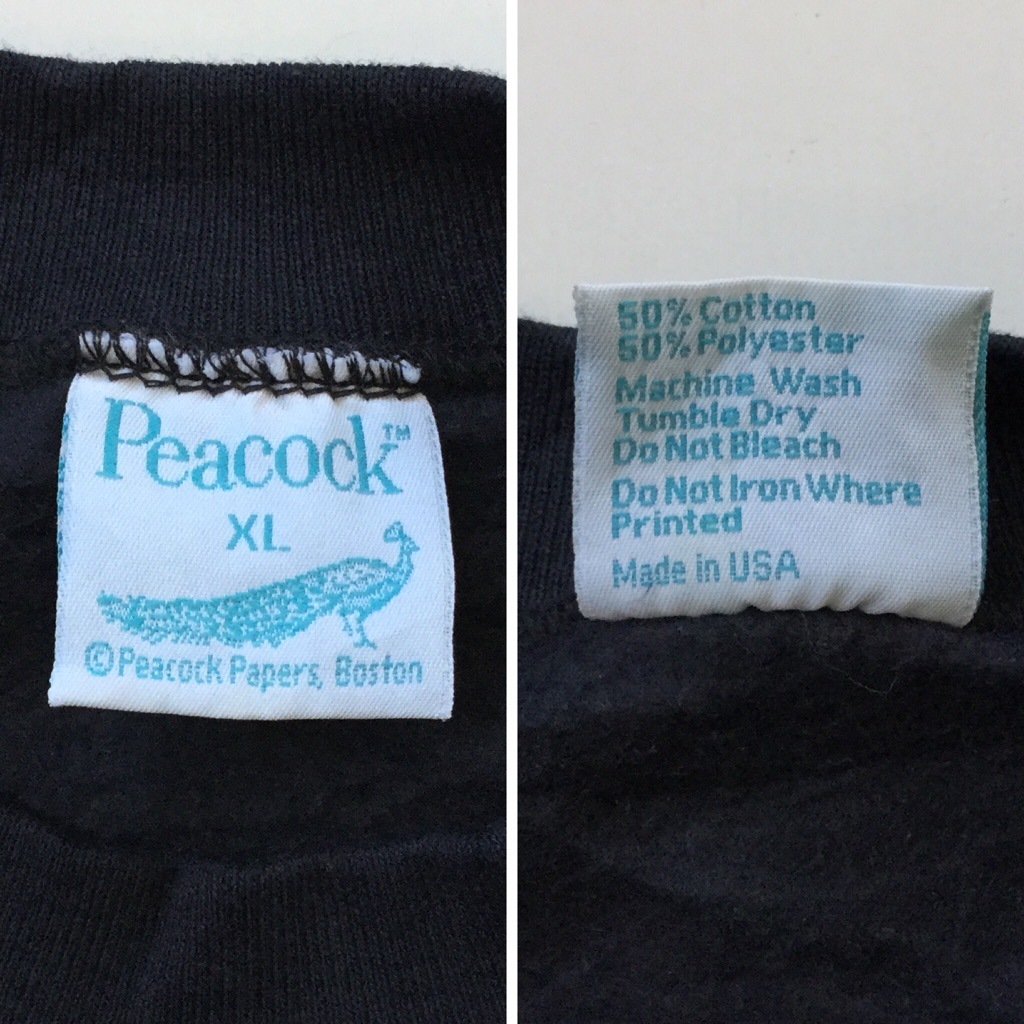 Peacock™
XL
©Peacock Papers, Boston
50% Cotton
50% Polyester
Machine Wash
Tumble Dry
Do Not Bleach
Do Not Iron Where
Printed
Made in USA